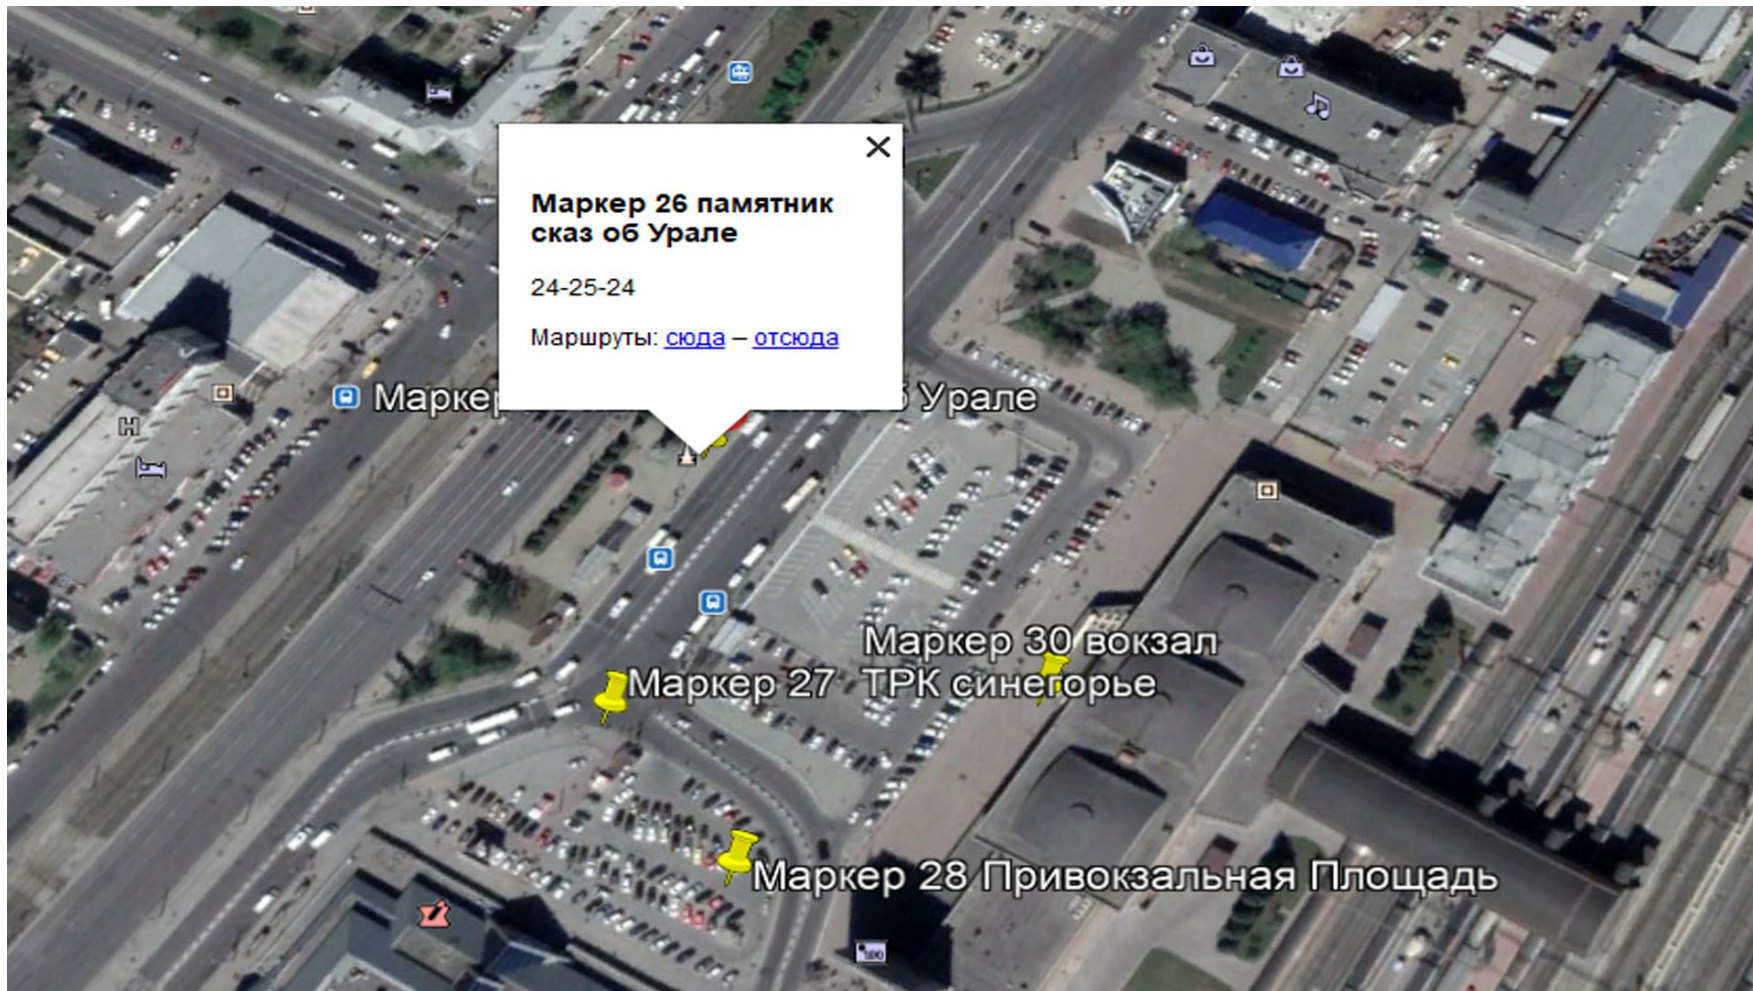 Маркер 26 памятник
сказ об Урале
24-25-24
Маршруты: сюда – отсюда
Маркер
б Урале
Маркер 30 вокзал
Маркер 27 ТРК синегорье
Маркер 28 Привокзальная Площадь